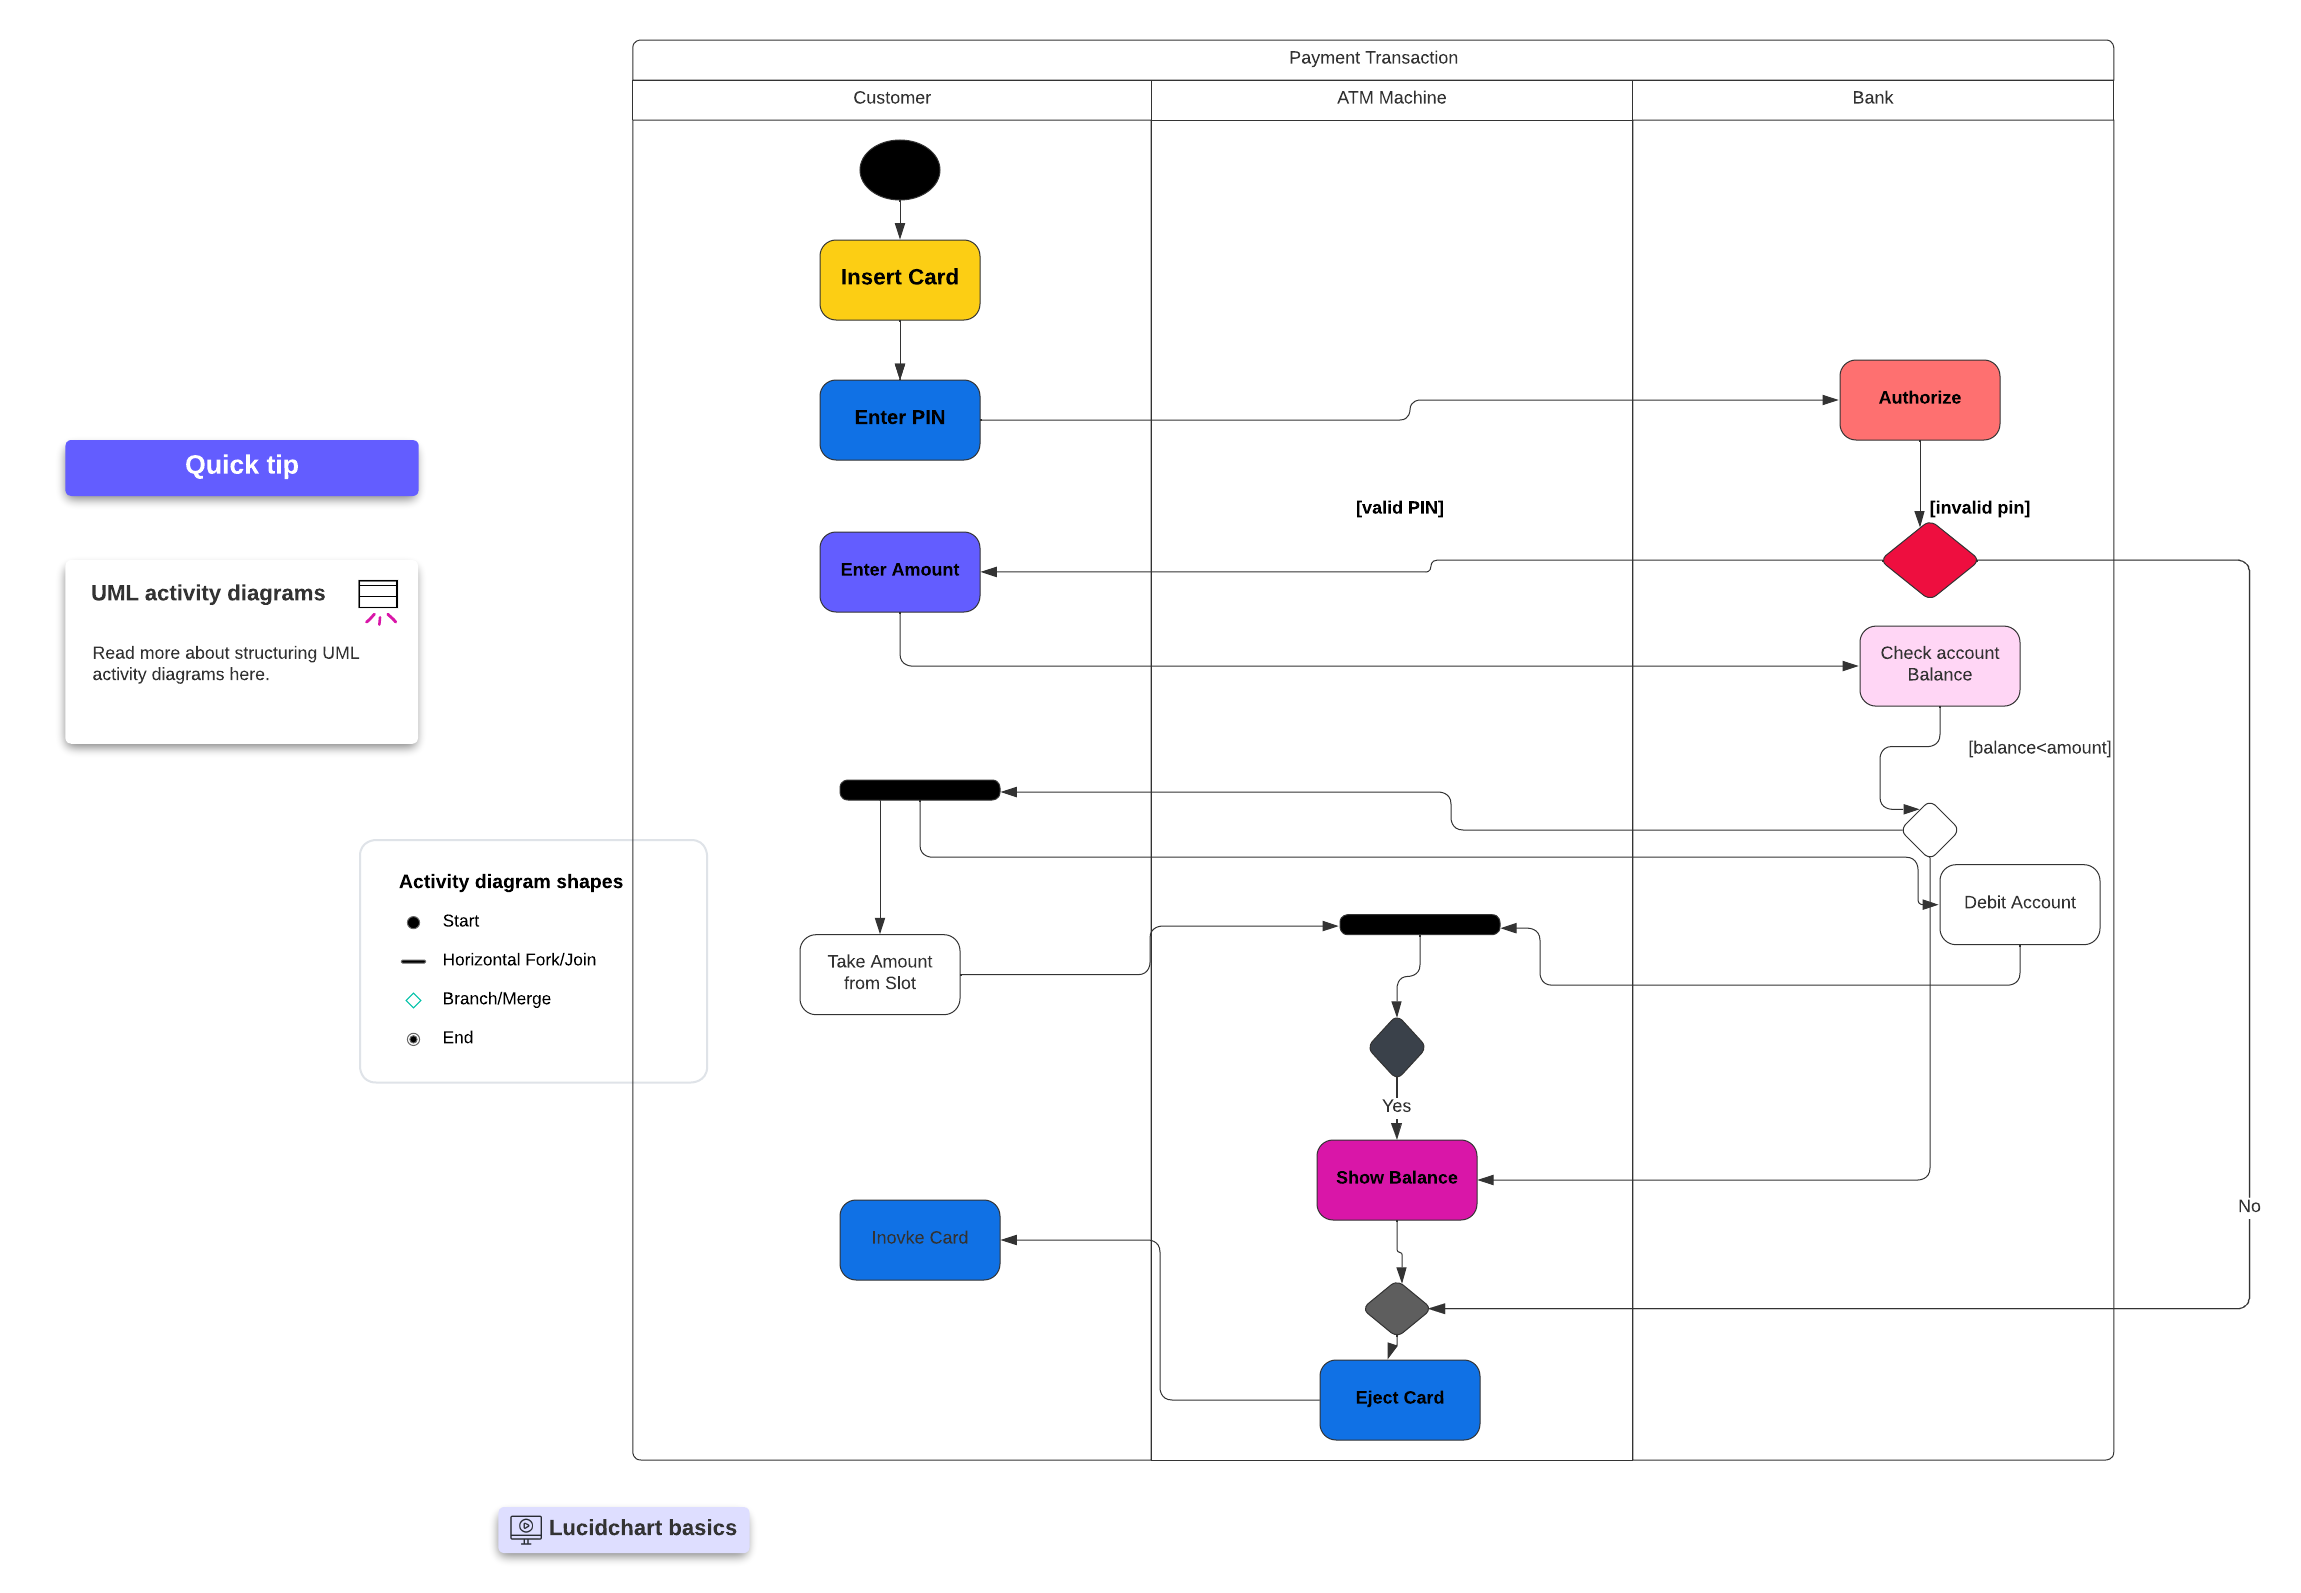 Payment Transaction
Customer
ATM Machine
Bank
Insert Card
Enter PIN
Authorize
Quick tip
[valid PIN]
[invalid pin]
Enter Amount
UML activity diagrams
Read more about structuring UML
activity diagrams here.
Check account
Balance
[balance<amount]
Activity diagram shapes
Start
Horizontal Fork/Join
Branch/Merge
End
Debit Account
Take Amount
from Slot
Yes
Show Balance
No
Inovke Card
Eject Card
Lucidchart basics